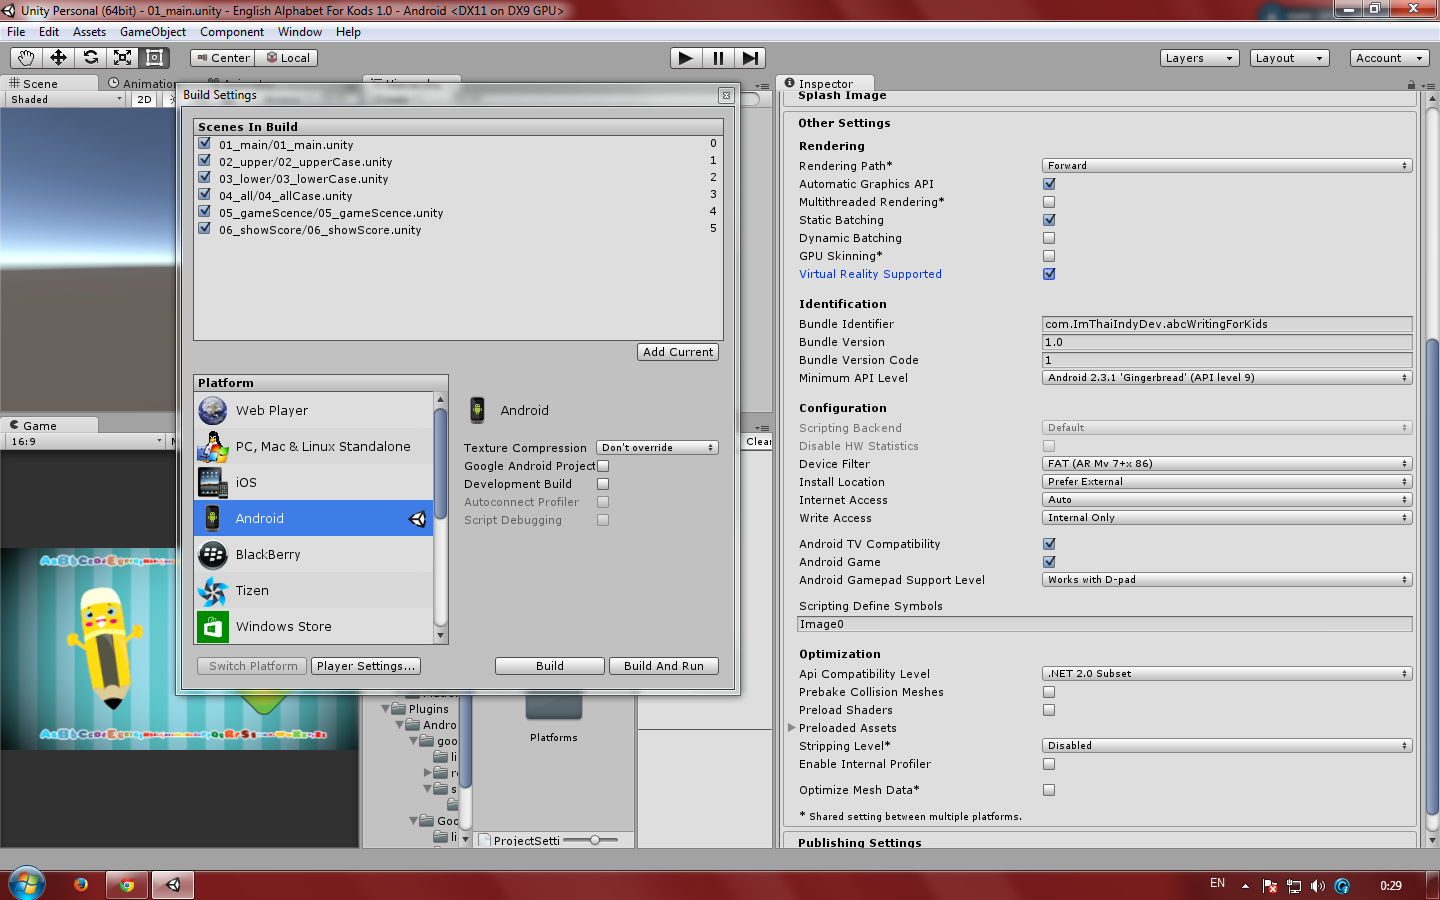 Unity Personal (64bit) - 01_main.unity - English Alphabet For Kods 1.0 - Android <DX11 on DX9 GPU>
File Edit Assets GameObject Component Window Help
Center Local Layers Layout Account
Scene Animation
Shaded 2D
Game
16:9
Build Settings
Scenes In Build
01_main/01_main.unity 0
02_upper/02_upperCase.unity 1
03_lower/03_lowerCase.unity 2
04_all/04_allCase.unity 3
05_gameScence/05_gameScence.unity 4
06_showScore/06_showScore.unity 5
Add Current
Platform
Web Player
PC, Mac & Linux Standalone
iOS
Android
BlackBerry
Tizen
Windows Store
Android
Texture Compression Don't override
Google Android Project
Development Build
Autoconnect Profiler
Script Debugging
Switch Platform Player Settings... Build Build And Run
Clear
Plugins
Andro
goo
li
re
s
Goo
li
Platforms
ProjectSetti
Inspector
Splash Image
Other Settings
Rendering
Rendering Path* Forward
Automatic Graphics API
Multithreaded Rendering*
Static Batching
Dynamic Batching
GPU Skinning*
Virtual Reality Supported
Identification
Bundle Identifier com.ImThaiIndyDev.abcWritingForKids
Bundle Version 1.0
Bundle Version Code 1
Minimum API Level Android 2.3.1 'Gingerbread' (API level 9)
Configuration
Scripting Backend Default
Disable HW Statistics
Device Filter FAT (AR Mv 7+x 86)
Install Location Prefer External
Internet Access Auto
Write Access Internal Only
Android TV Compatibility
Android Game
Android Gamepad Support Level Works with D-pad
Scripting Define Symbols
Image0
Optimization
Api Compatibility Level .NET 2.0 Subset
Prebake Collision Meshes
Preload Shaders
Preloaded Assets
Stripping Level* Disabled
Enable Internal Profiler
Optimize Mesh Data*
* Shared setting between multiple platforms.
Publishing Settings
EN 0:29